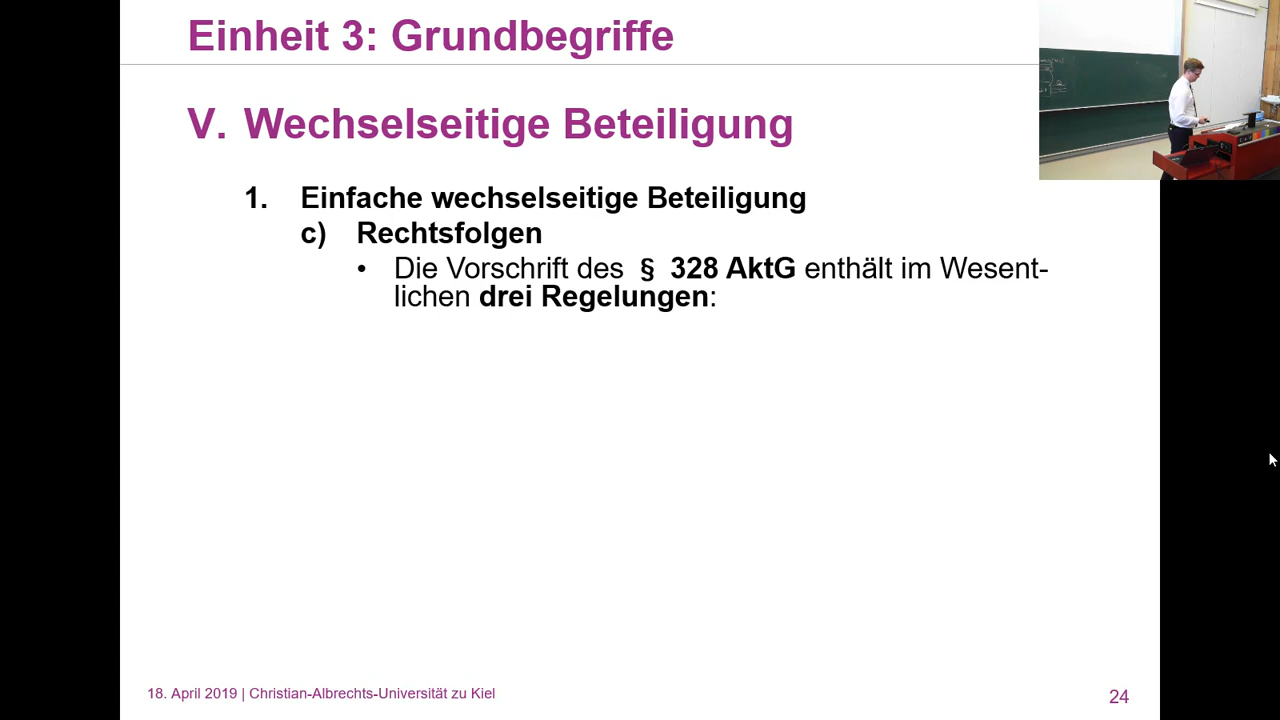 Einheit 3: Grundbegriffe
V. Wechselseitige Beteiligung
1. Einfache wechselseitige Beteiligung
c) Rechtsfolgen
• Die Vorschrift des § 328 AktG enthält im Wesent-
lichen drei Regelungen:
18. April 2019 | Christian-Albrechts-Universität zu Kiel
24